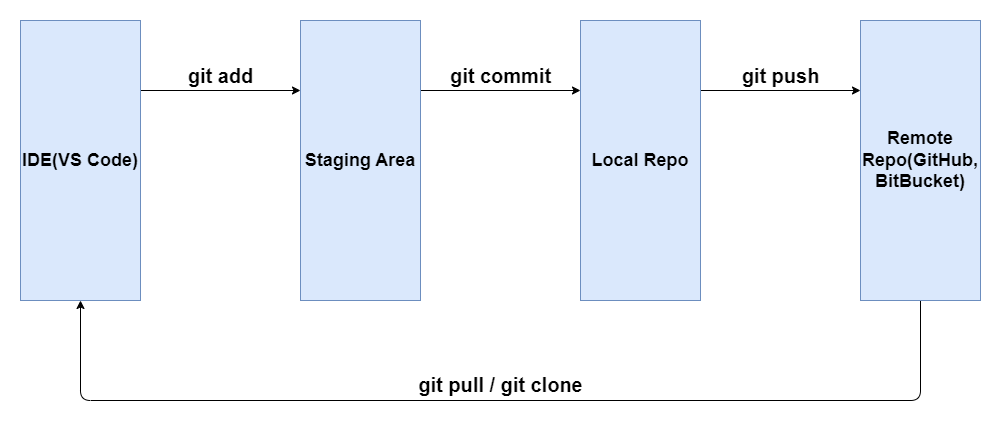 git add
git commit
git push
IDE(VS Code)
Staging Area
Local Repo
Remote
Repo(GitHub,
BitBucket)
git pull / git clone